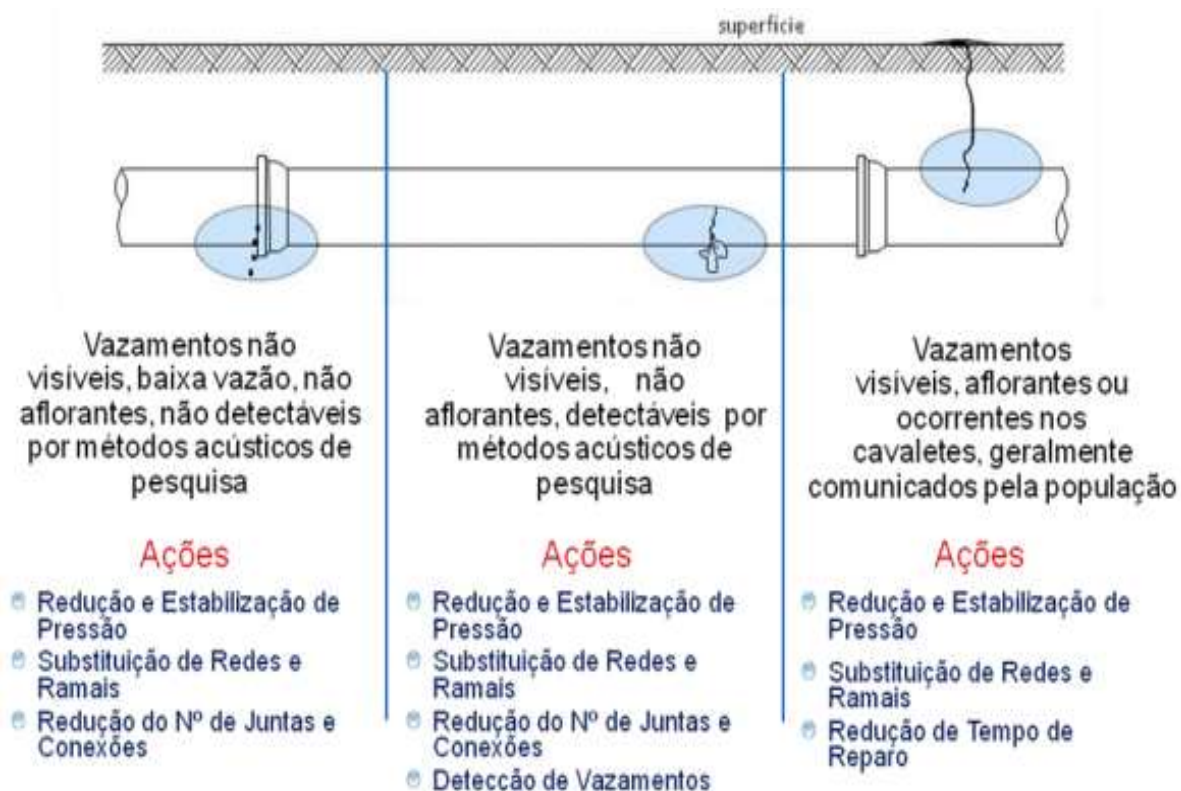 superfície
Vazamentos não
visíveis, baixa vazão, não
aflorantes, não detectáveis
por métodos acústicos de
pesquisa
Ações
Redução e Estabilização de
Pressão
Substituição de Redes e
Ramais
Redução do Nº de Juntas e
Conexões
Vazamentos não
visíveis, não
aflorantes, detectáveis por
métodos acústicos de
pesquisa
Ações
Redução e Estabilização de
Pressão
Substituição de Redes e
Ramais
Redução do Nº de Juntas e
Conexões
Detecção de Vazamentos
Vazamentos
visíveis, aflorantes ou
ocorrentes nos
cavaletes, geralmente
comunicados pela população
Ações
Redução e Estabilização de
Pressão
Substituição de Redes e
Ramais
Redução de Tempo de
Reparo